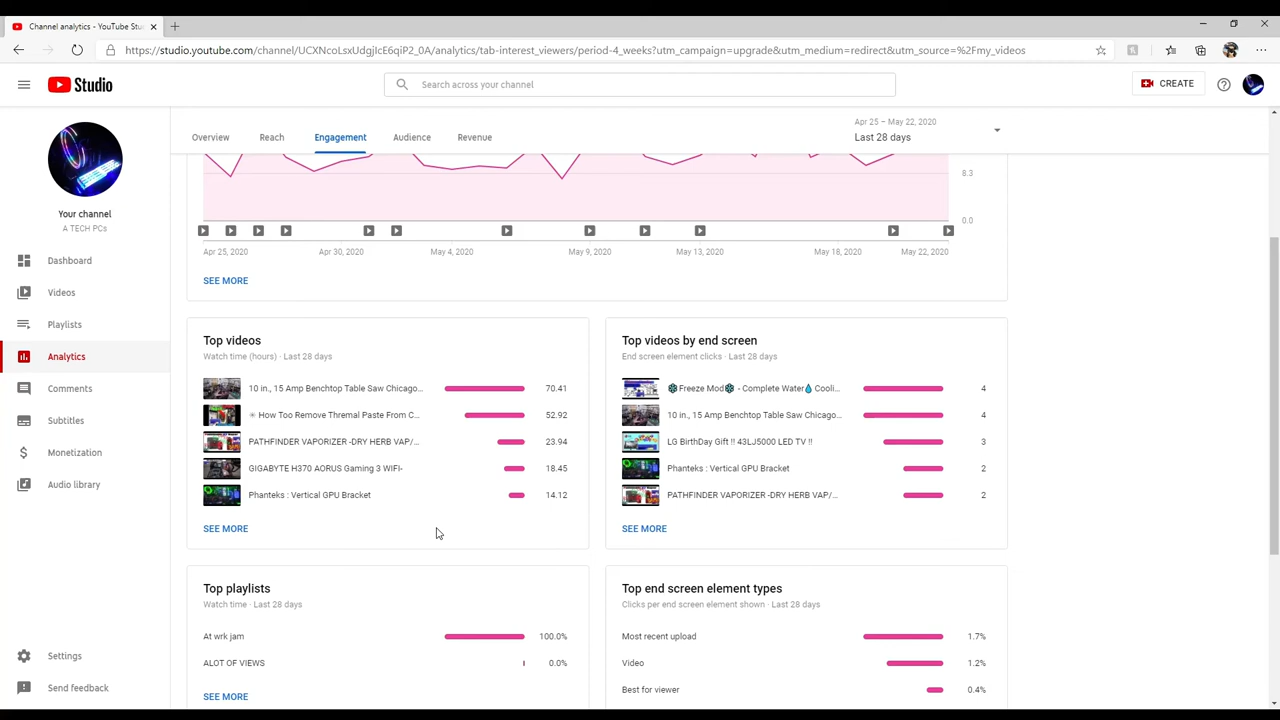 Channel analytics - YouTube Stu
https://studio.youtube.com/channel/UCXNcoLsxUdgjIcE6qiP2_0A/analytics/tab-interest_viewers/period-4_weeks?utm_campaign=upgrade&utm_medium=redirect&utm_source=%2Fmy_videos
Studio
Search across your channel
CREATE
Your channel
A TECH PCs
Dashboard
Videos
Playlists
Analytics
Comments
Subtitles
Monetization
Audio library
Settings
Send feedback
Overview Reach Engagement Audience Revenue
Apr 25 – May 22, 2020
Last 28 days
8.3
0.0
Apr 25, 2020 Apr 30, 2020 May 4, 2020 May 9, 2020 May 13, 2020 May 18, 2020 May 22, 2020
SEE MORE
Top videos
Watch time (hours) · Last 28 days
10 in., 15 Amp Benchtop Table Saw Chicago... 70.41
☀ How Too Remove Thremal Paste From C... 52.92
PATHFINDER VAPORIZER -DRY HERB VAP/... 23.94
GIGABYTE H370 AORUS Gaming 3 WIFI- 18.45
Phanteks : Vertical GPU Bracket 14.12
SEE MORE
Top videos by end screen
End screen element clicks · Last 28 days
❄Freeze Mod❄ - Complete Water💧 Cooli... 4
10 in., 15 Amp Benchtop Table Saw Chicago... 4
LG BirthDay Gift !! 43LJ5000 LED TV !! 3
Phanteks : Vertical GPU Bracket 2
PATHFINDER VAPORIZER -DRY HERB VAP/... 2
SEE MORE
Top playlists
Watch time · Last 28 days
At wrk jam 100.0%
ALOT OF VIEWS 0.0%
SEE MORE
Top end screen element types
Clicks per end screen element shown · Last 28 days
Most recent upload 1.7%
Video 1.2%
Best for viewer 0.4%